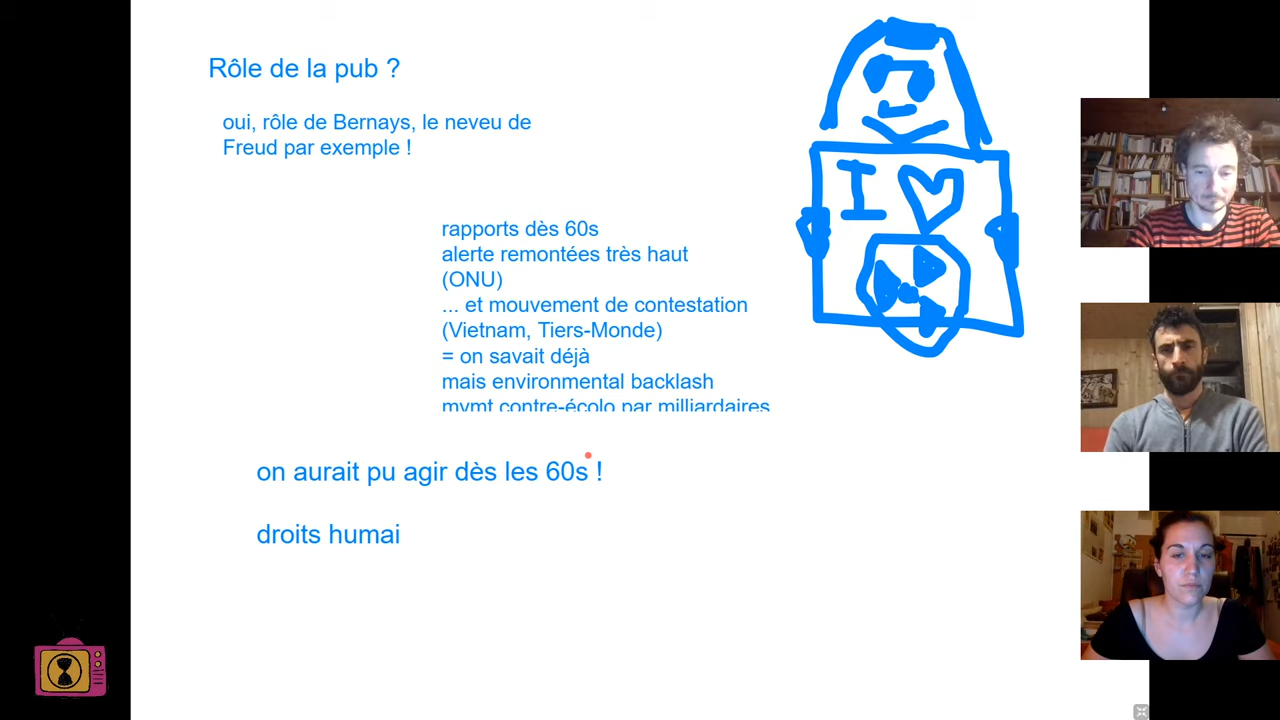 Rôle de la pub ?
oui, rôle de Bernays, le neveu de
Freud par exemple !
I
rapports dès 60s
alerte remontées très haut
(ONU)
... et mouvement de contestation
(Vietnam, Tiers-Monde)
= on savait déjà
mais environmental backlash
mvmt contre-écolo par milliardaires
on aurait pu agir dès les 60s !
droits humai